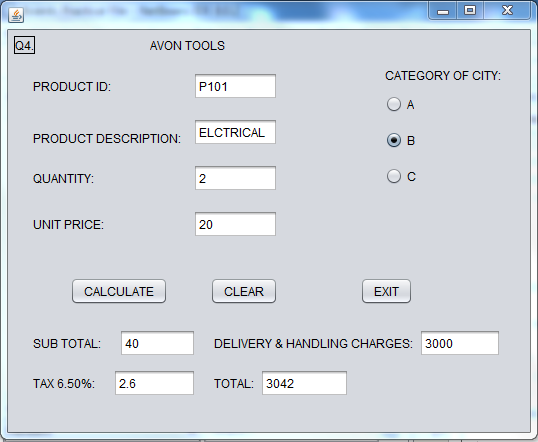 Q4. AVON TOOLS
CATEGORY OF CITY:
PRODUCT ID: P101
A
PRODUCT DESCRIPTION: ELCTRICAL
B
QUANTITY: 2
C
UNIT PRICE: 20
CALCULATE CLEAR EXIT
SUB TOTAL: 40 DELIVERY & HANDLING CHARGES: 3000
TAX 6.50%: 2.6 TOTAL: 3042